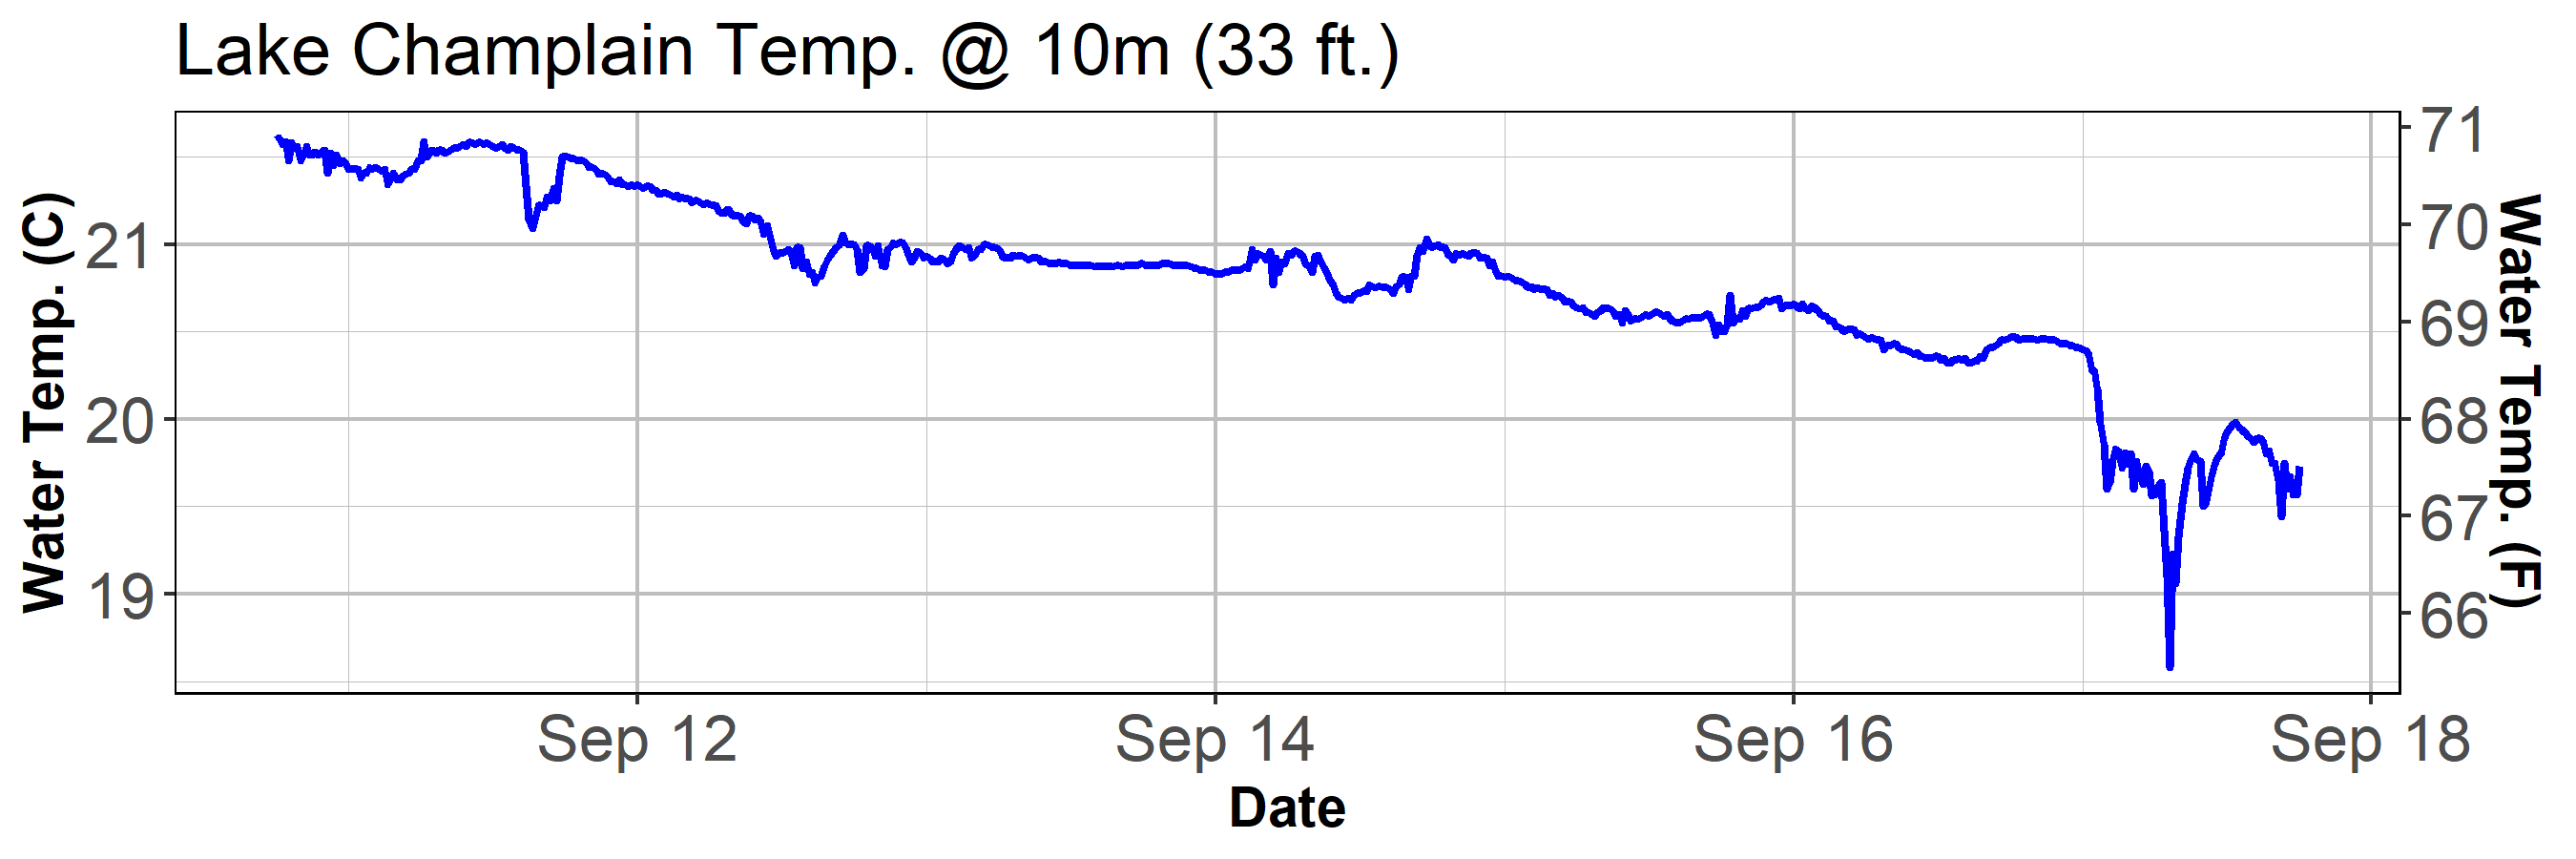 Lake Champlain Temp. @ 10m (33 ft.)
Water Temp. (C)
21
20
19
71
70
69
68
67
66
Water Temp. (F)
Sep 12
Sep 14
Sep 16
Sep 18
Date